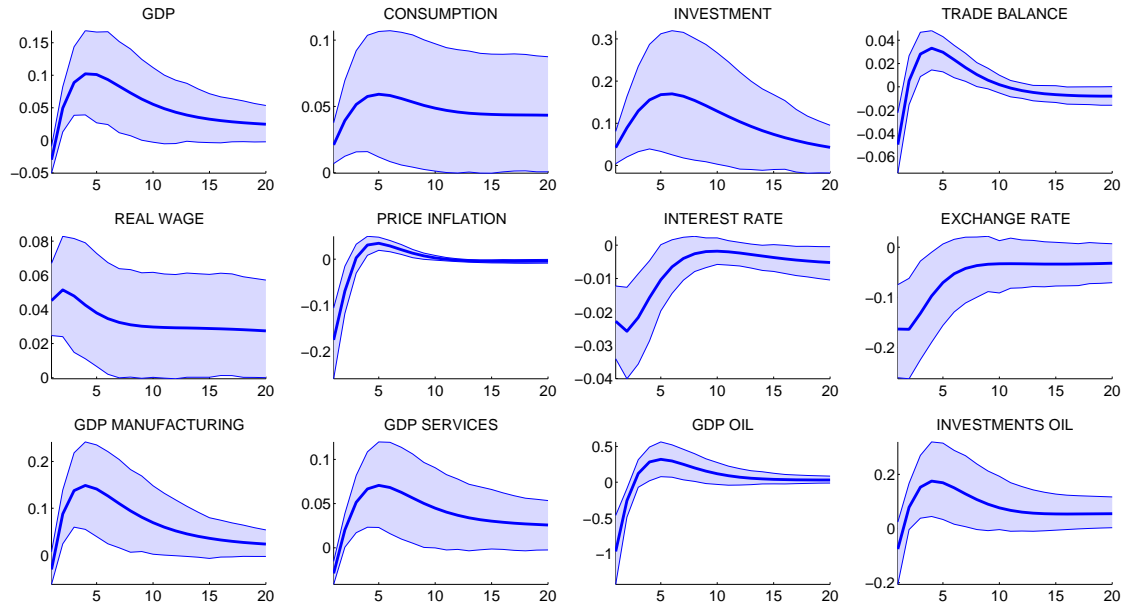 GDP CONSUMPTION INVESTMENT TRADE BALANCE
0.15 0.1 0.05 0 −0.05
5 10 15 20
0.1 0.05 0
5 10 15 20
0.3 0.2 0.1 0
5 10 15 20
0.04 0.02 0 −0.02 −0.04 −0.06
5 10 15 20
REAL WAGE PRICE INFLATION INTEREST RATE EXCHANGE RATE
0.08 0.06 0.04 0.02 0
5 10 15 20
0 −0.1 −0.2
5 10 15 20
0 −0.01 −0.02 −0.03 −0.04
5 10 15 20
0 −0.1 −0.2
5 10 15 20
GDP MANUFACTURING GDP SERVICES GDP OIL INVESTMENTS OIL
0.2 0.1 0
5 10 15 20
0.1 0.05 0
5 10 15 20
0.5 0 −0.5 −1
5 10 15 20
0.2 0 −0.2
5 10 15 20